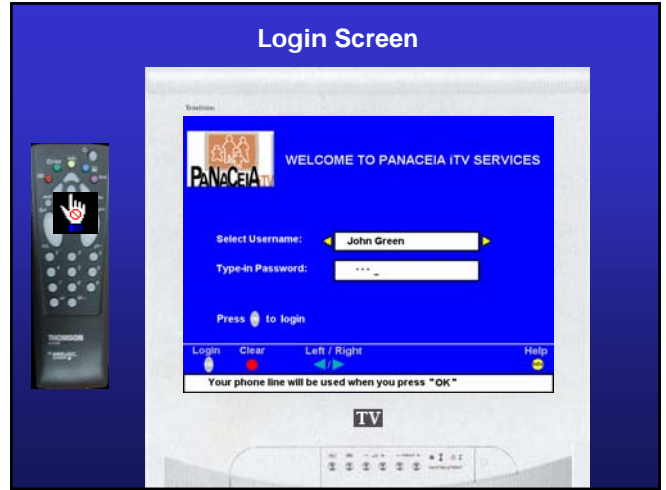 Login Screen
WELCOME TO PANACEIA iTV SERVICES
PANACEIA iTV
Select Username: John Green
Type-in Password: ··· _
Press to login
Login Clear Left / Right Help
Your phone line will be used when you press "OK"
TV
THOMSON